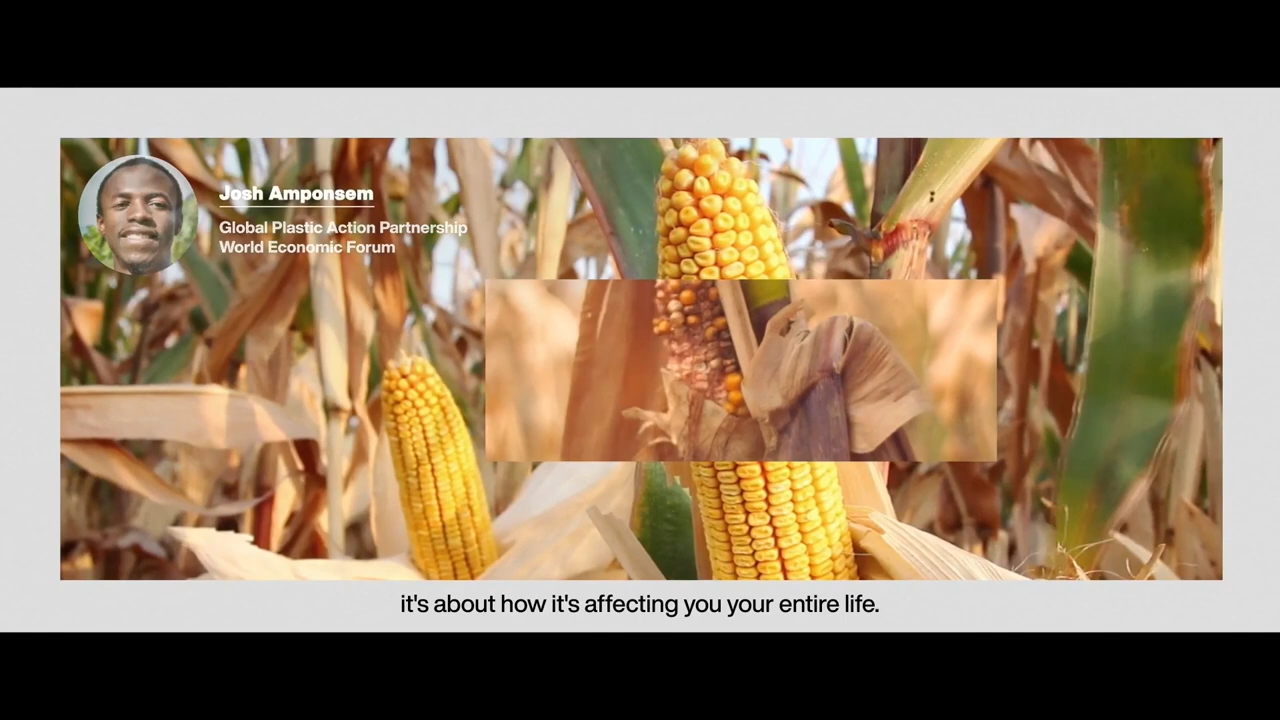 Josh Amponsem
Global Plastic Action Partnership
World Economic Forum
it's about how it's affecting you your entire life.